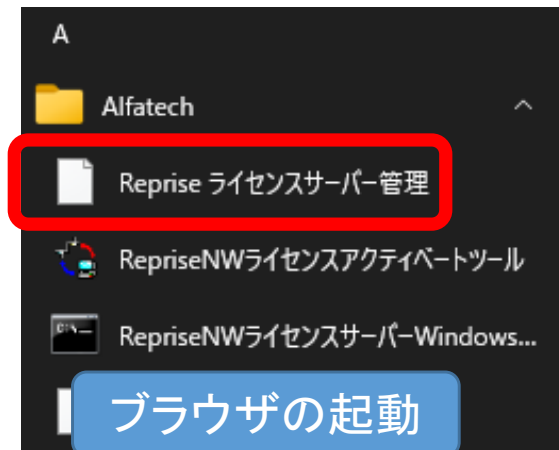 A
Alfatech
Reprise ライセンスサーバー管理
RepriseNWライセンスアクティベートツール
RepriseNWライセンスサーバーWindows...
ブラウザの起動